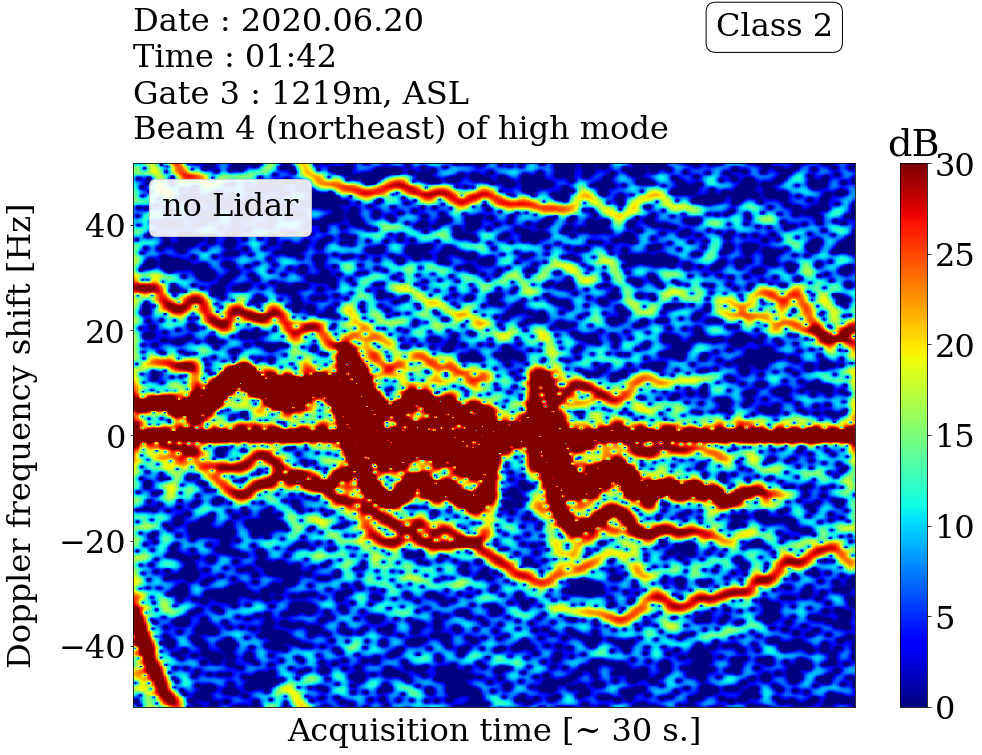 Date : 2020.06.20
Time : 01:42
Gate 3 : 1219m, ASL
Beam 4 (northeast) of high mode
Class 2
dB
no Lidar
Doppler frequency shift [Hz]
40
20
0
−20
−40
Acquisition time [~ 30 s.]
30
25
20
15
10
5
0